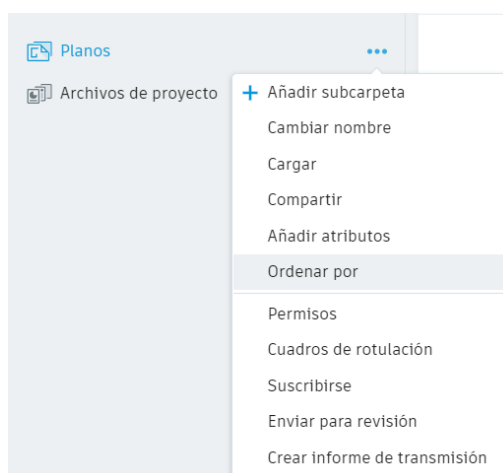 Planos
Archivos de proyecto
Añadir subcarpeta
Cambiar nombre
Cargar
Compartir
Añadir atributos
Ordenar por
Permisos
Cuadros de rotulación
Suscribirse
Enviar para revisión
Crear informe de transmisión